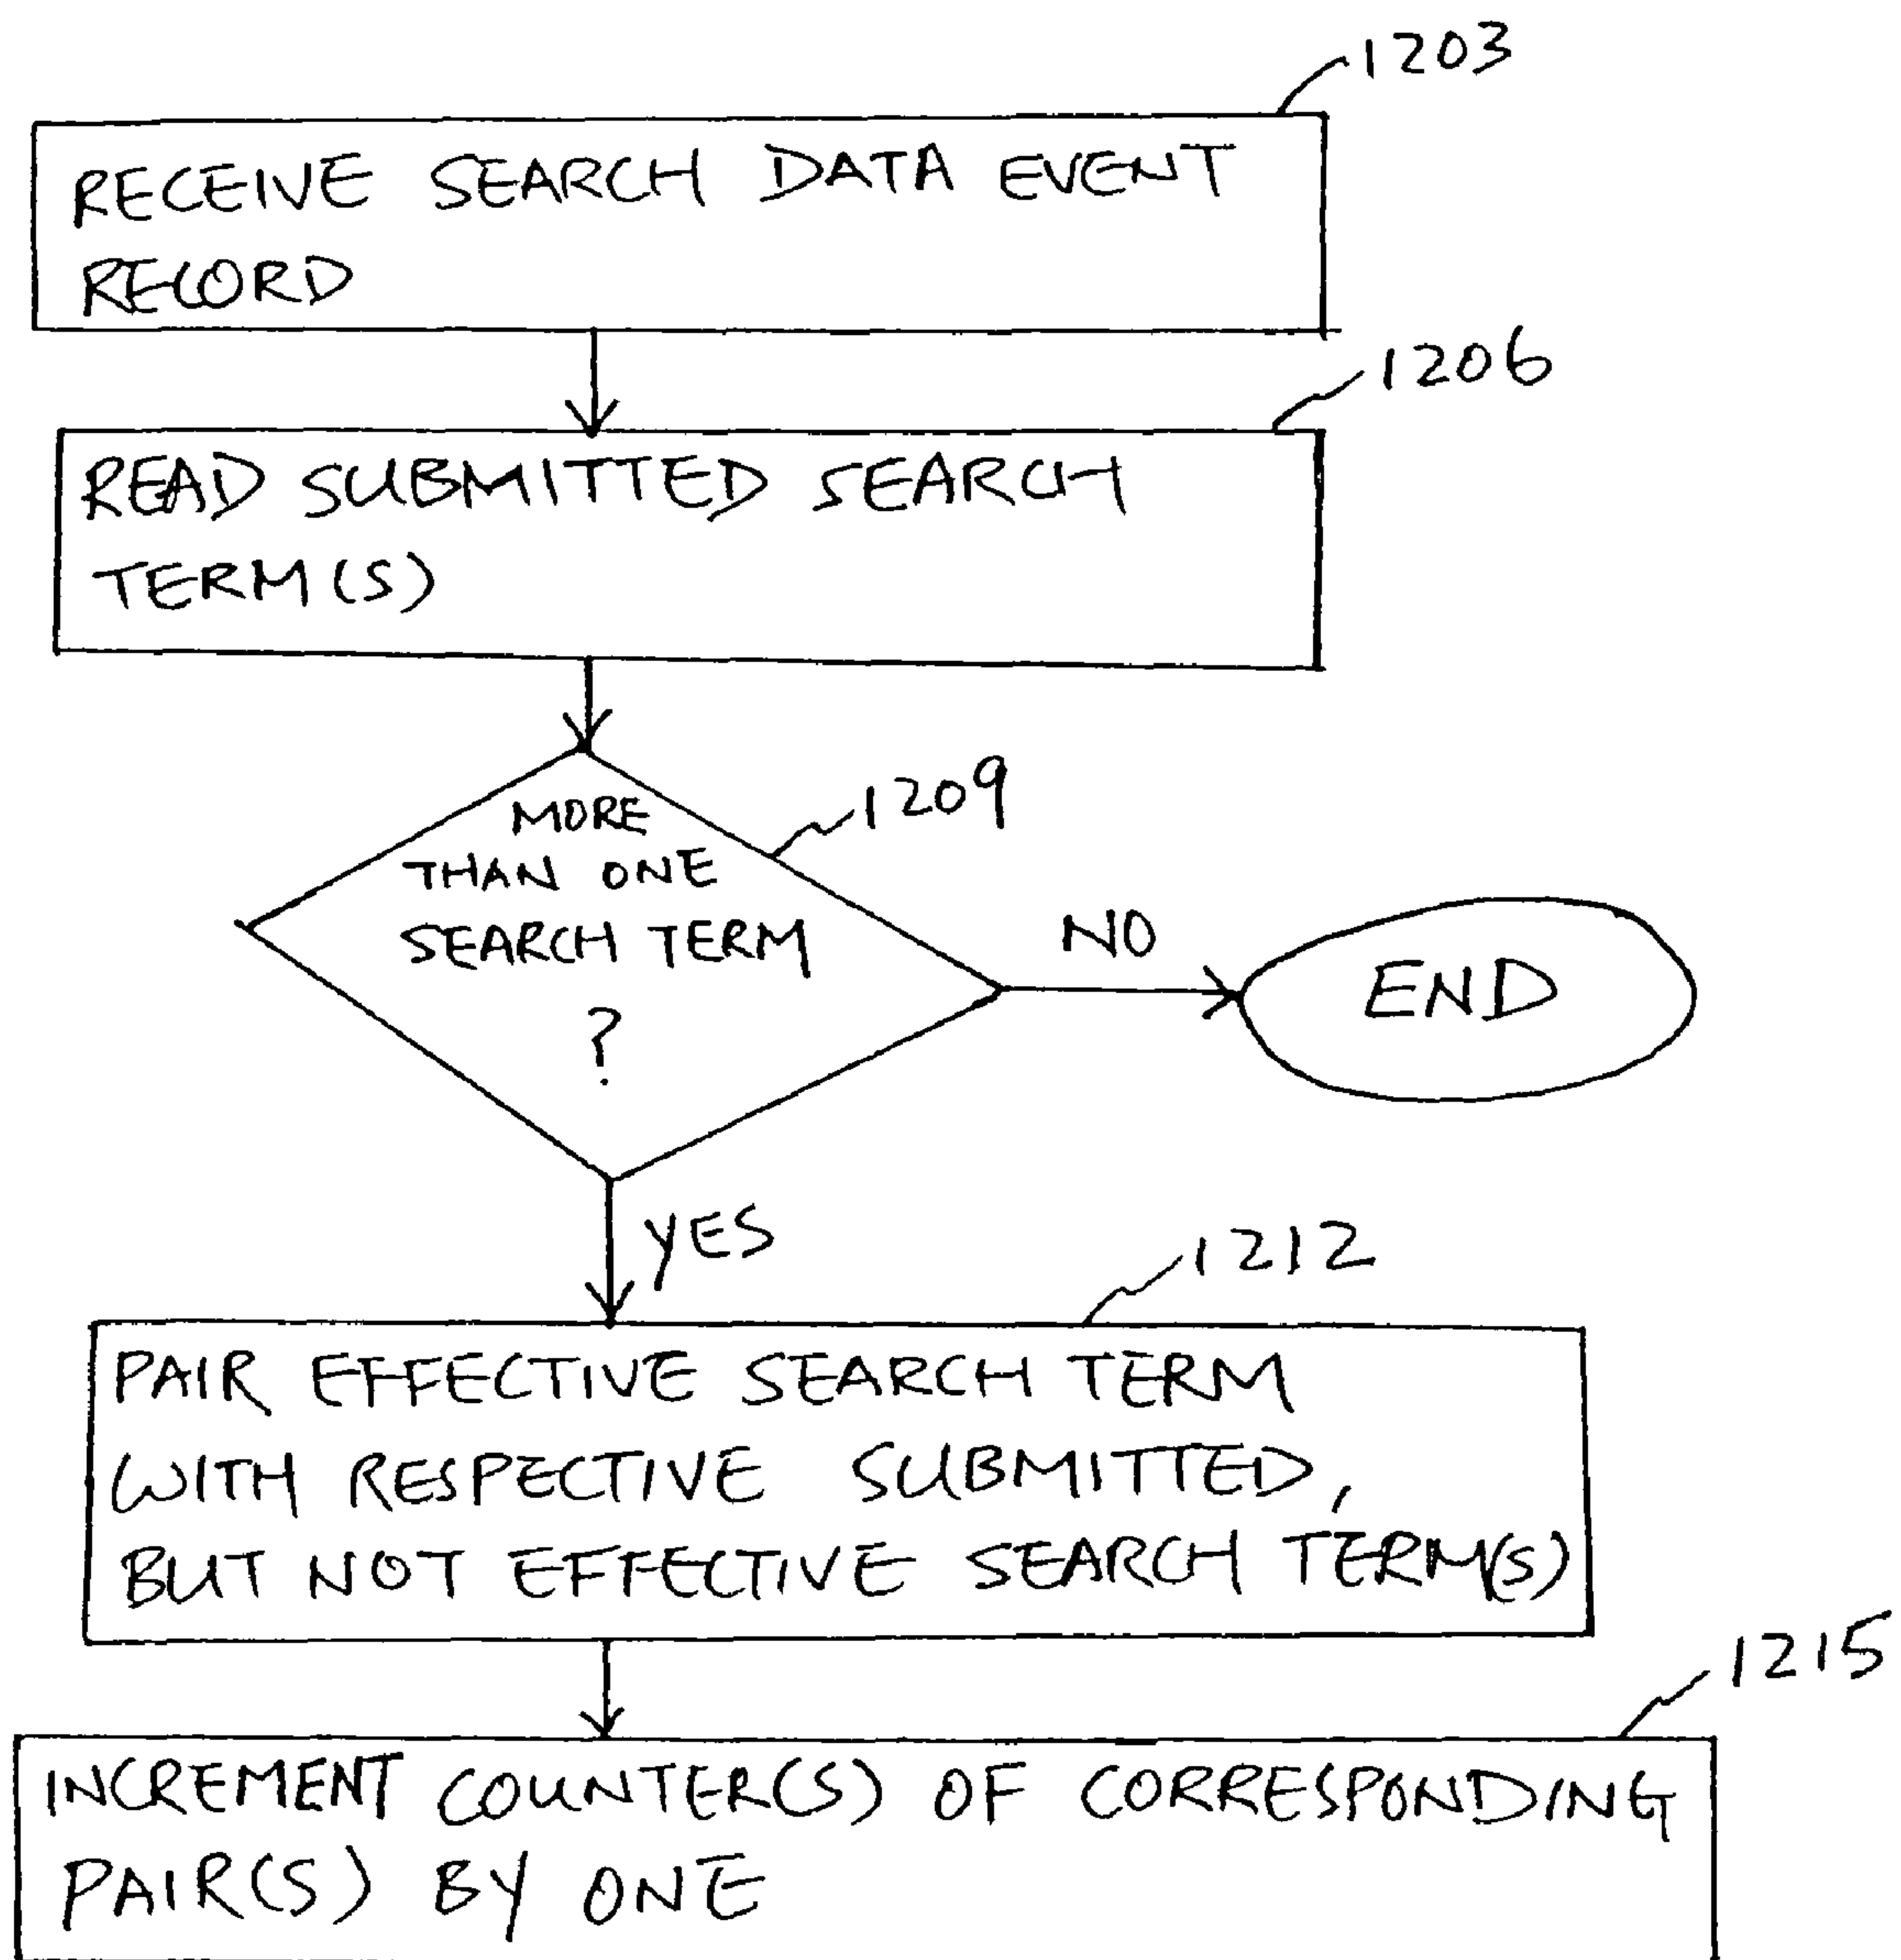 1203
RECEIVE SEARCH DATA EVENT
RECORD
1206
READ SUBMITTED SEARCH
TERM(S)
1209
MORE
THAN ONE
SEARCH TERM
?
NO
END
YES
1212
PAIR EFFECTIVE SEARCH TERM
WITH RESPECTIVE SUBMITTED,
BUT NOT EFFECTIVE SEARCH TERM(S)
1215
INCREMENT COUNTER(S) OF CORRESPONDING
PAIR(S) BY ONE